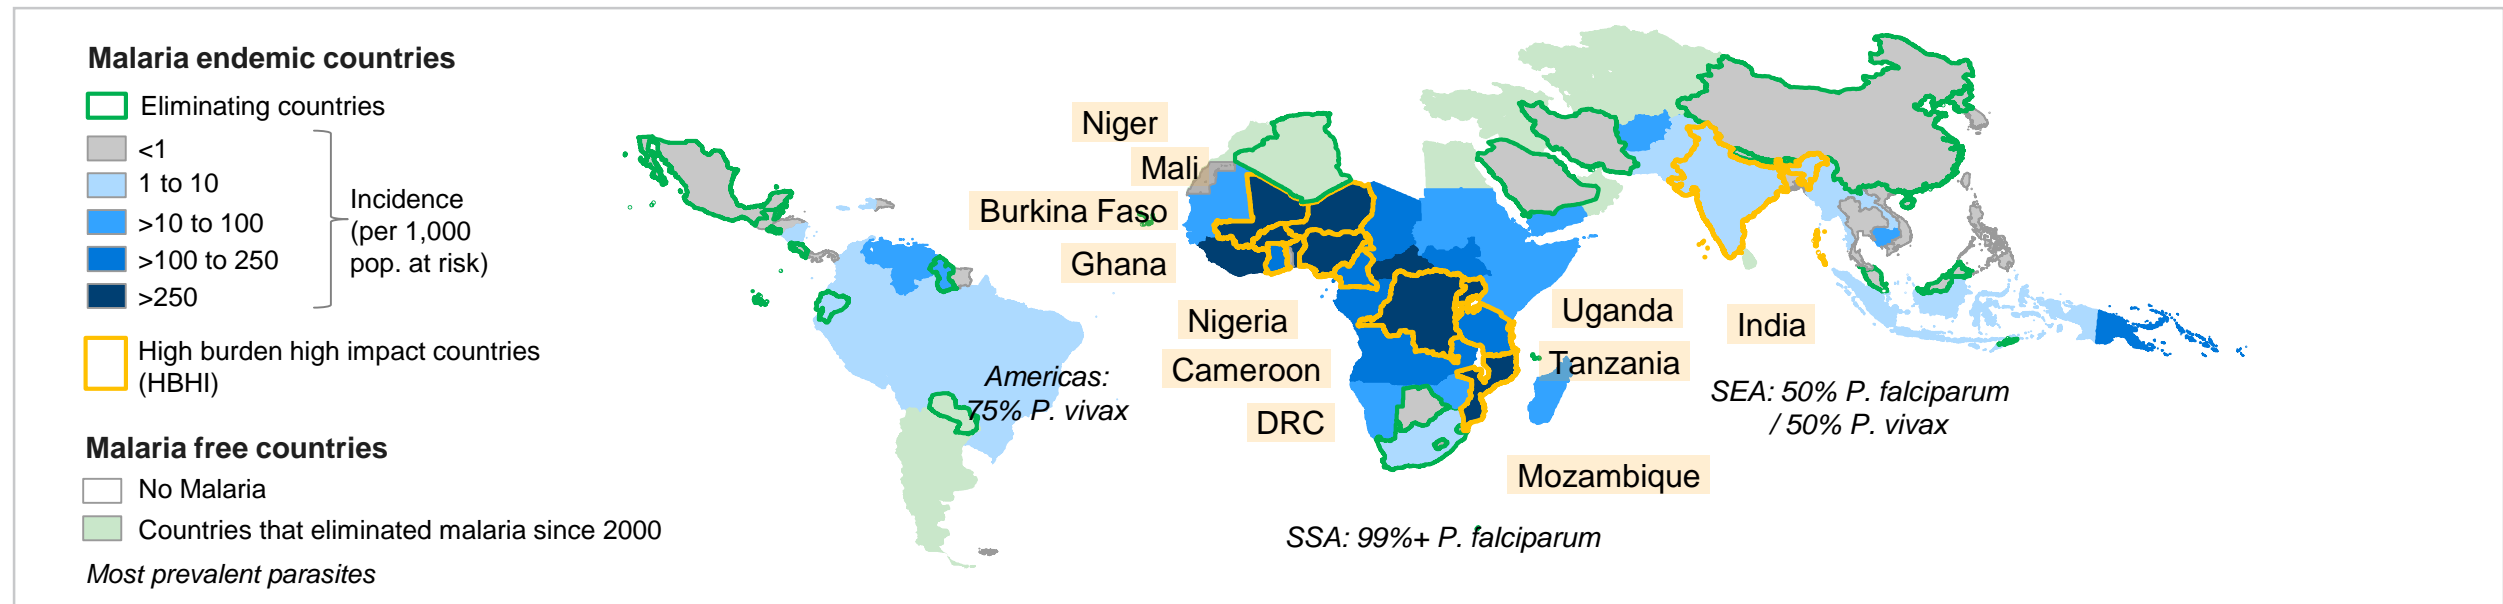 Malaria endemic countries
Eliminating countries
<1
1 to 10
>10 to 100
>100 to 250
>250
Incidence
(per 1,000
pop. at risk)
High burden high impact countries
(HBHI)
Malaria free countries
No Malaria
Countries that eliminated malaria since 2000
Most prevalent parasites
Americas:
75% P. vivax
Niger
Mali
Burkina Faso
Ghana
Nigeria
Cameroon
DRC
Uganda
Tanzania
Mozambique
SSA: 99%+ P. falciparum
India
SEA: 50% P. falciparum
/ 50% P. vivax